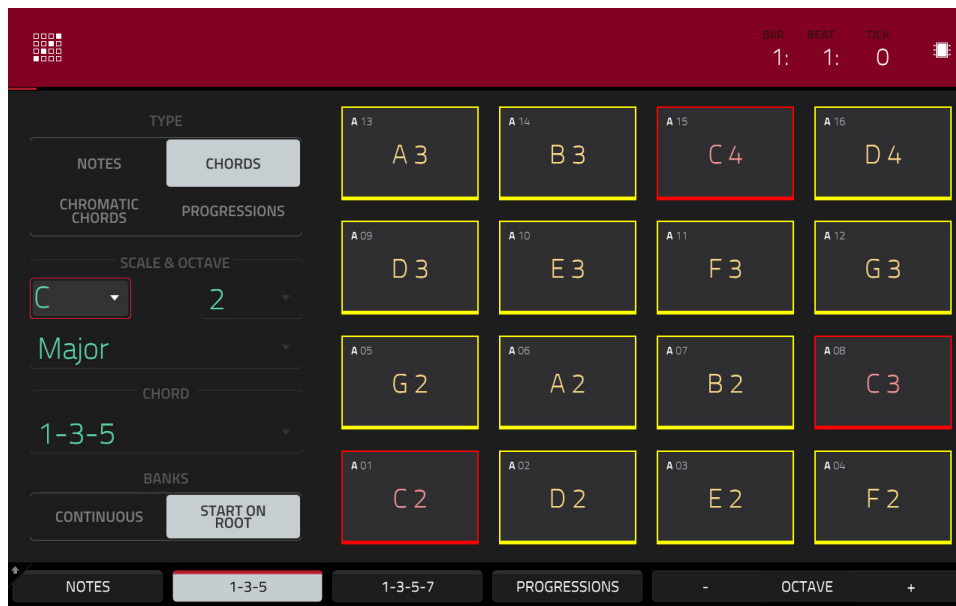 BAR BEAT TICK
1: 1: 0
TYPE
NOTES CHORDS
CHROMATIC
CHORDS
PROGRESSIONS
SCALE & OCTAVE
C 2
Major
CHORD
1-3-5
BANKS
CONTINUOUS
START ON
ROOT
A 13 A 14 A 15 A 16
A 3 B 3 C 4 D 4
A 09 A 10 A 11 A 12
D 3 E 3 F 3 G 3
A 05 A 06 A 07 A 08
G 2 A 2 B 2 C 3
A 01 A 02 A 03 A 04
C 2 D 2 E 2 F 2
NOTES 1-3-5 1-3-5-7 PROGRESSIONS - OCTAVE +